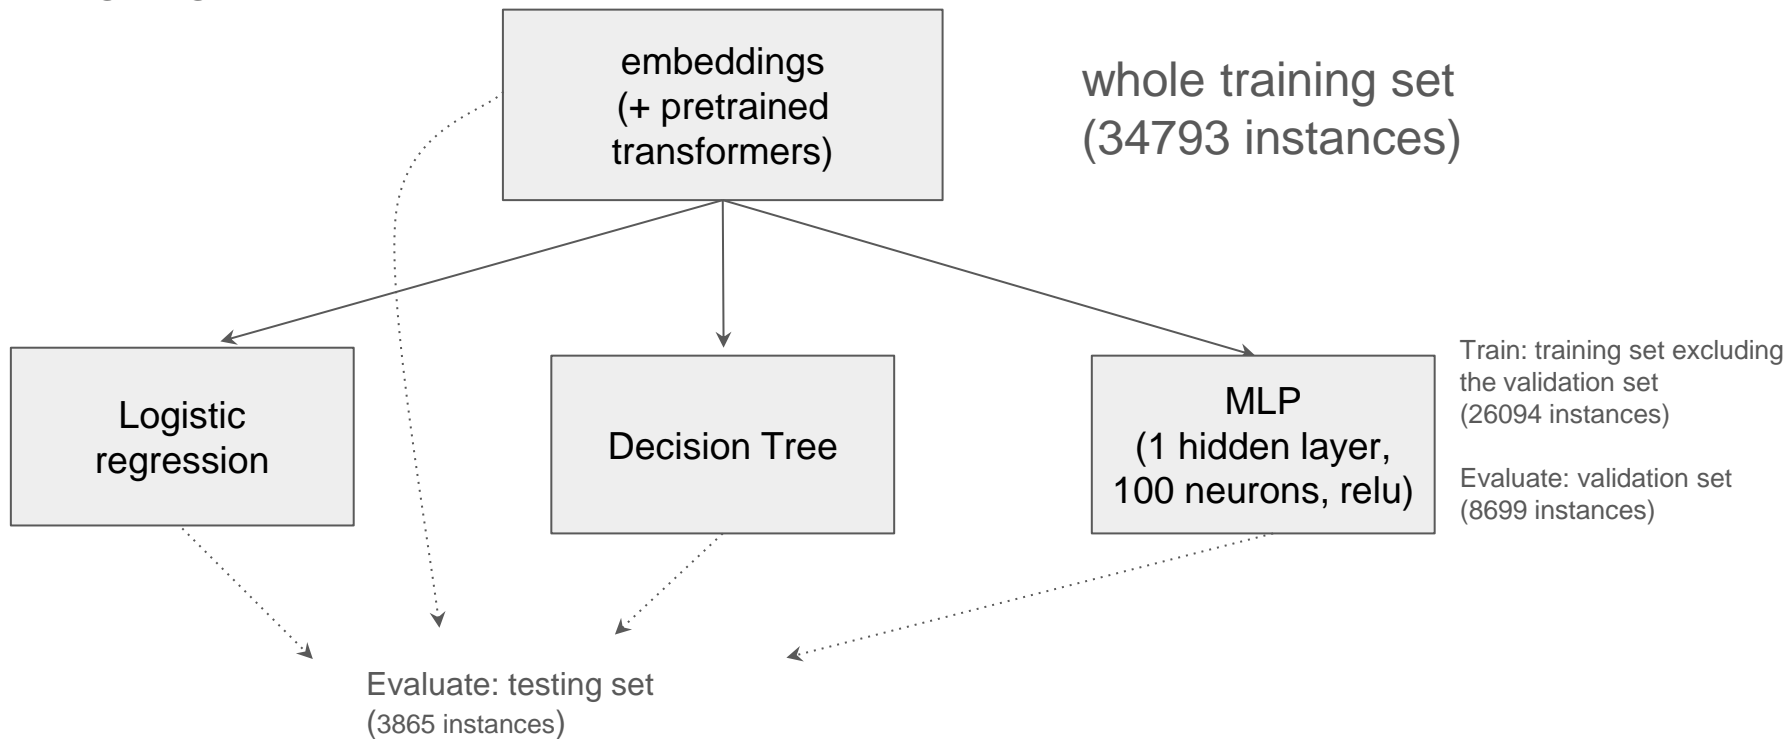 embeddings
(+ pretrained
transformers)
whole training set
(34793 instances)
Logistic
regression
Decision Tree
MLP
(1 hidden layer,
100 neurons, relu)
Train: training set excluding
the validation set
(26094 instances)
Evaluate: validation set
(8699 instances)
Evaluate: testing set
(3865 instances)